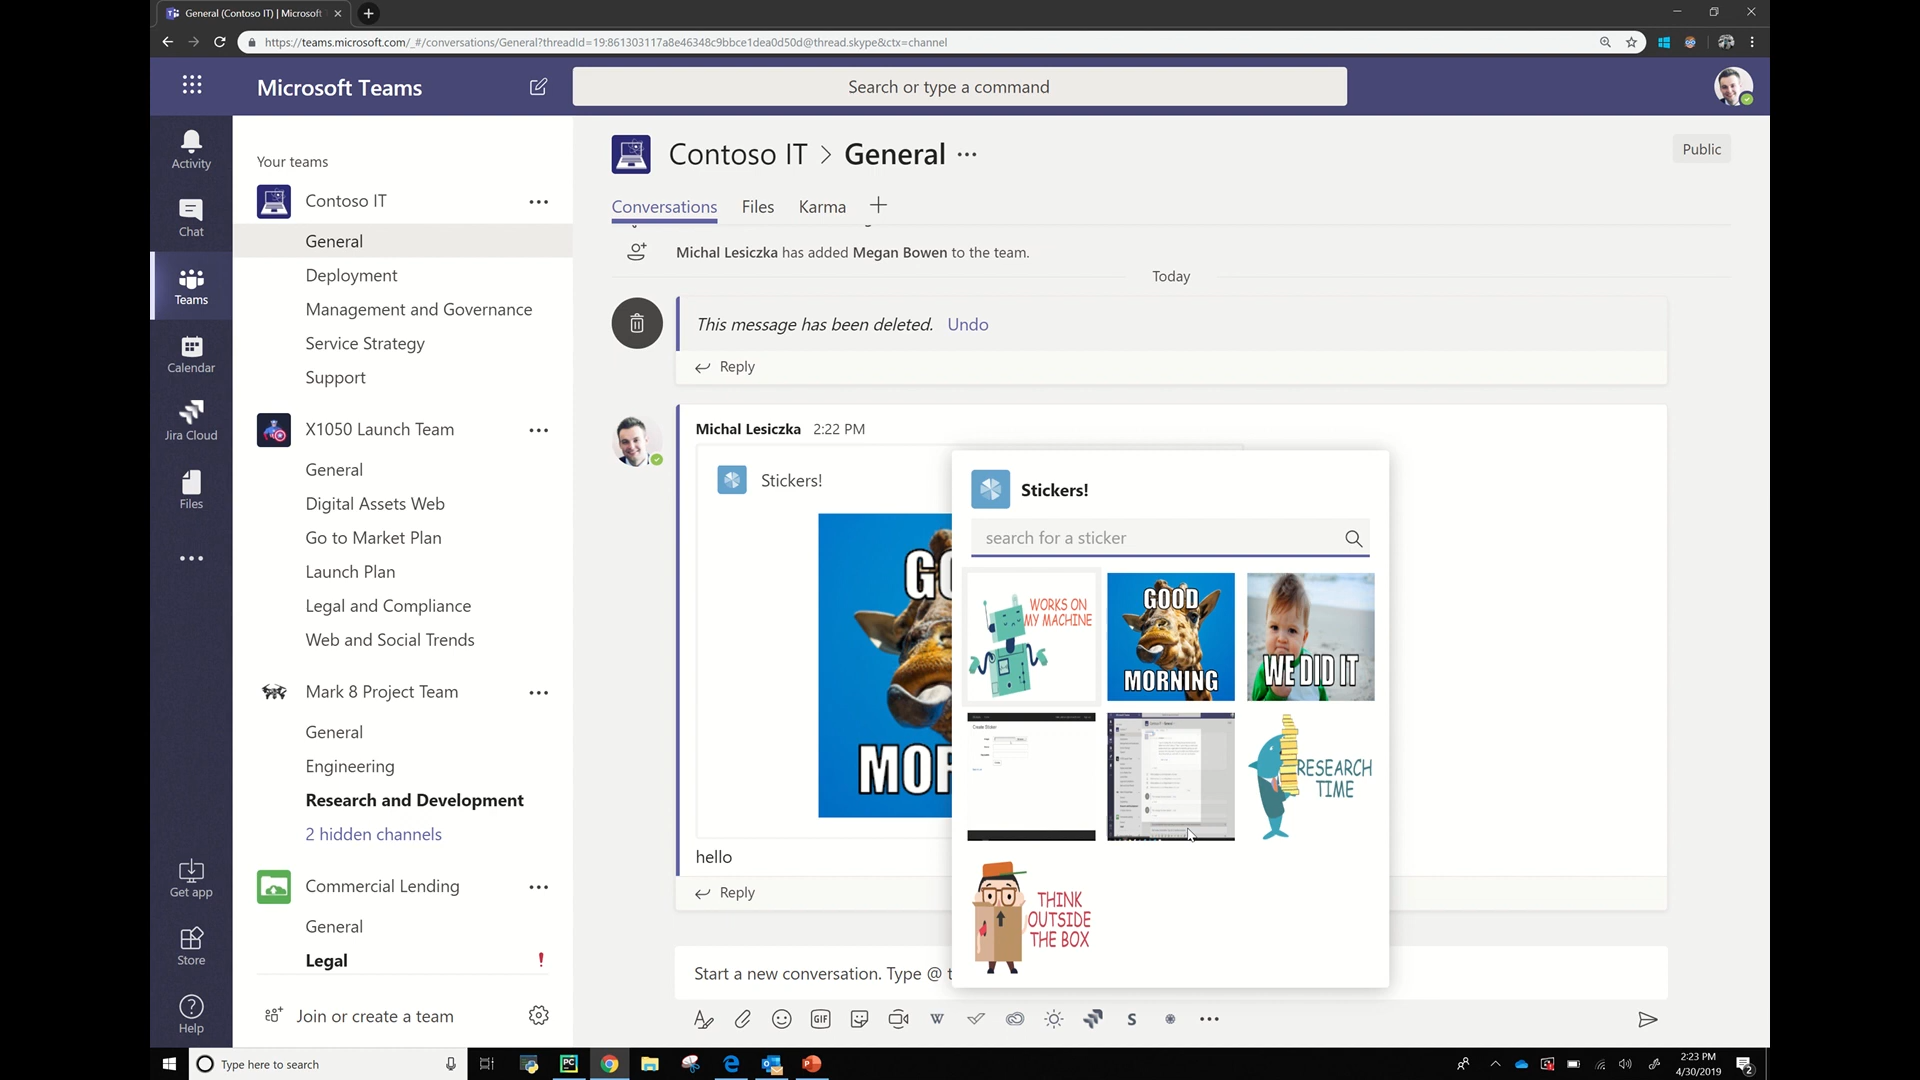 General (Contoso IT) | Microsoft
https://teams.microsoft.com/_#/conversations/General?threadId=19:861303117a8e46348c9bbce1dea0d50d@thread.skype&ctx=channel
Microsoft Teams
Search or type a command
Activity
Chat
Teams
Calendar
Jira Cloud
Files
Get app
Store
Help
Your teams
Contoso IT
General
Deployment
Management and Governance
Service Strategy
Support
X1050 Launch Team
General
Digital Assets Web
Go to Market Plan
Launch Plan
Legal and Compliance
Web and Social Trends
Mark 8 Project Team
General
Engineering
Research and Development
2 hidden channels
Commercial Lending
General
Legal
!
Join or create a team
Contoso IT > General
Public
Conversations Files Karma
Michal Lesiczka has added Megan Bowen to the team.
Today
This message has been deleted. Undo
Reply
Michal Lesiczka 2:22 PM
Stickers!
GO
MOR
hello
Reply
Stickers!
search for a sticker
WORKS ON
MY MACHINE
GOOD
MORNING
WE DID IT
Create Sticker
RESEARCH
TIME
THINK
OUTSIDE
THE BOX
Start a new conversation. Type @ t
GIF
W
S
Type here to search
PC
2:23 PM
4/30/2019
2